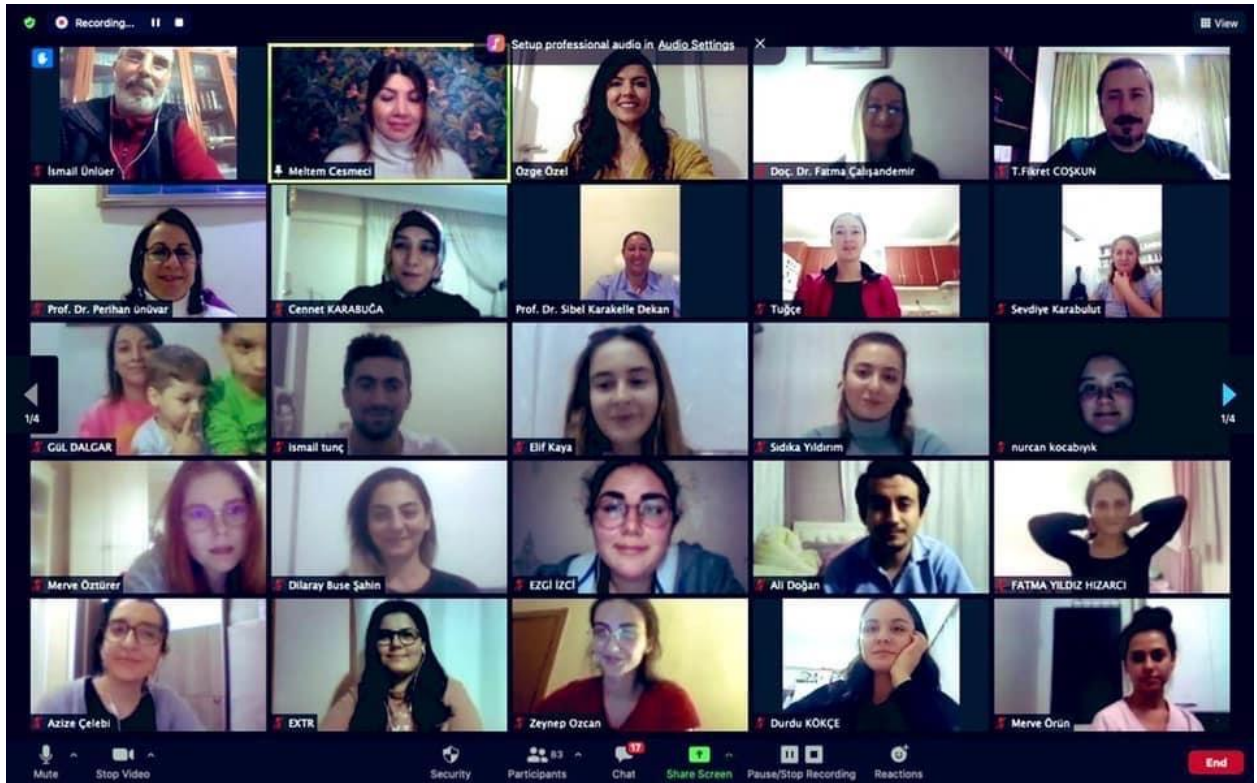 Recording...
View
Setup professional audio in Audio Settings
İsmail Ünlüer
Meltem Cesmeci
Özge Özel
Doç. Dr. Fatma Çalışandemir
T.Fikret COŞKUN
Prof. Dr. Perihan ünüvar
Cennet KARABUĞA
Prof. Dr. Sibel Karakelle Dekan
Tuğçe
Sevdiye Karabulut
1/4
1/4
GüL DALGAR
ismail tunç
Elif Kaya
Sıdıka Yıldırım
nurcan kocabıyık
Merve Öztürer
Dilaray Buse Şahin
EZGİ İZCİ
Ali Doğan
FATMA YILDIZ HIZARCI
Azize Çelebi
EXTR
Zeynep Ozcan
Durdu KÖKÇE
Merve Örün
Mute
Stop Video
Security
Participants
83
Chat
17
Share Screen
Pause/Stop Recording
Reactions
End